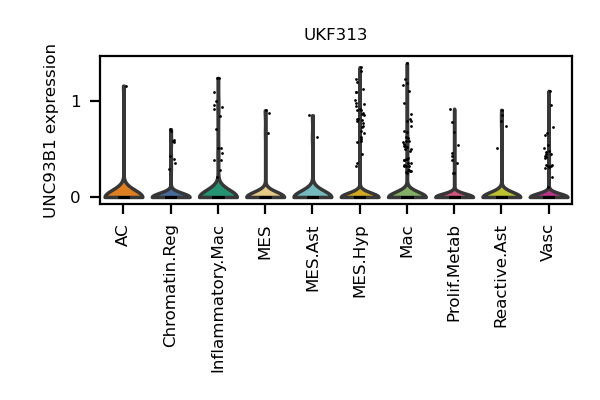 UKF313
UNC93B1 expression
1
0
AC
Chromatin.Reg
Inflammatory.Mac
MES
MES.Ast
MES.Hyp
Mac
Prolif.Metab
Reactive.Ast
Vasc